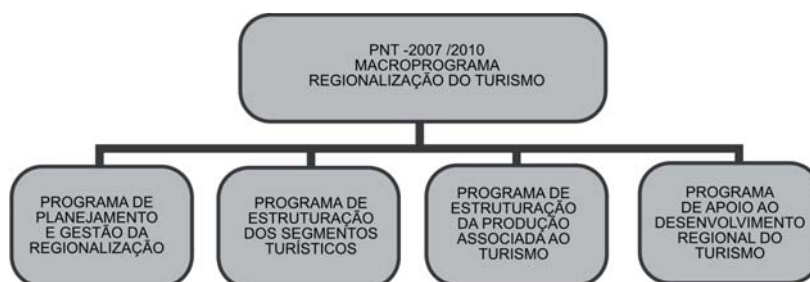 PNT -2007 /2010
MACROPROGRAMA
REGIONALIZAÇÃO DO TURISMO
PROGRAMA DE
PLANEJAMENTO
E GESTÃO DA
REGIONALIZAÇÃO
PROGRAMA DE
ESTRUTURAÇÃO
DOS SEGMENTOS
TURÍSTICOS
PROGRAMA DE
ESTRUTURAÇÃO
DA PRODUÇÃO
ASSOCIADA AO
TURISMO
PROGRAMA
DE APOIO AO
DESENVOLVIMENTO
REGIONAL DO
TURISMO